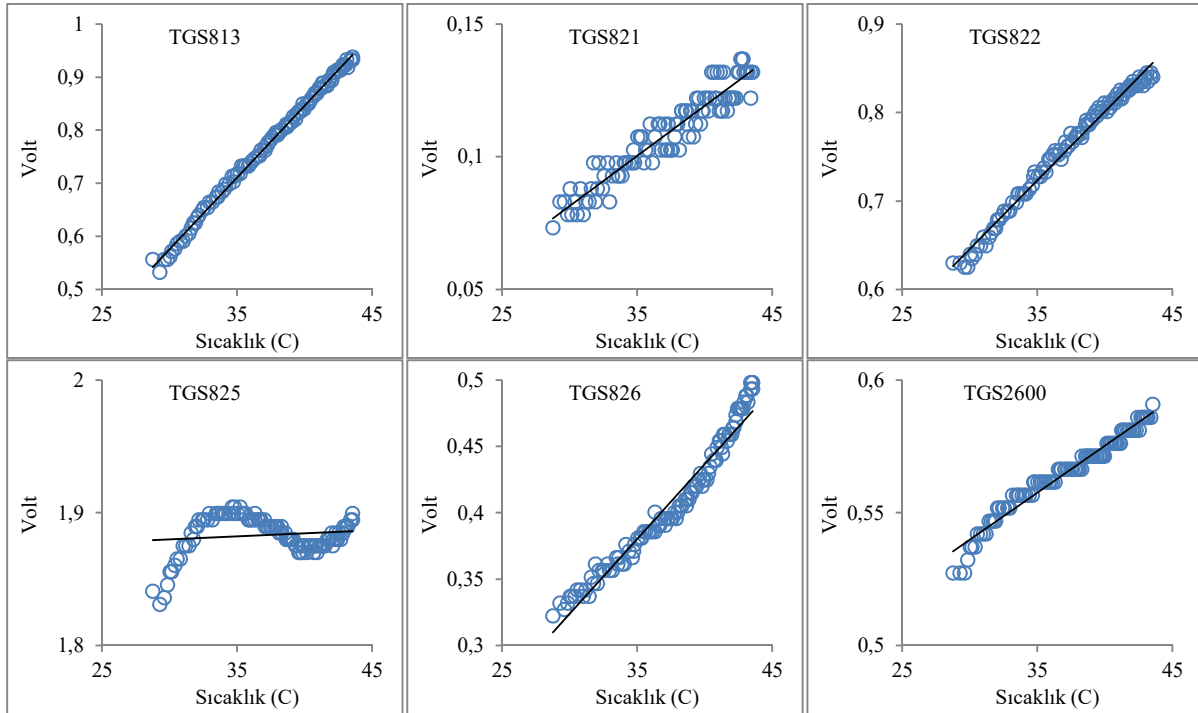 TGS813
1
0,9
0,8
0,7
0,6
0,5
Volt
25
35
45
Sıcaklık (C)
TGS821
0,15
0,1
0,05
Volt
25
35
45
Sıcaklık (C)
TGS822
0,9
0,8
0,7
0,6
Volt
25
35
45
Sıcaklık (C)
TGS825
2
1,9
1,8
Volt
25
35
45
Sıcaklık (C)
TGS826
0,5
0,45
0,4
0,35
0,3
Volt
25
35
45
Sıcaklık (C)
TGS2600
0,6
0,55
0,5
Volt
25
35
45
Sıcaklık (C)